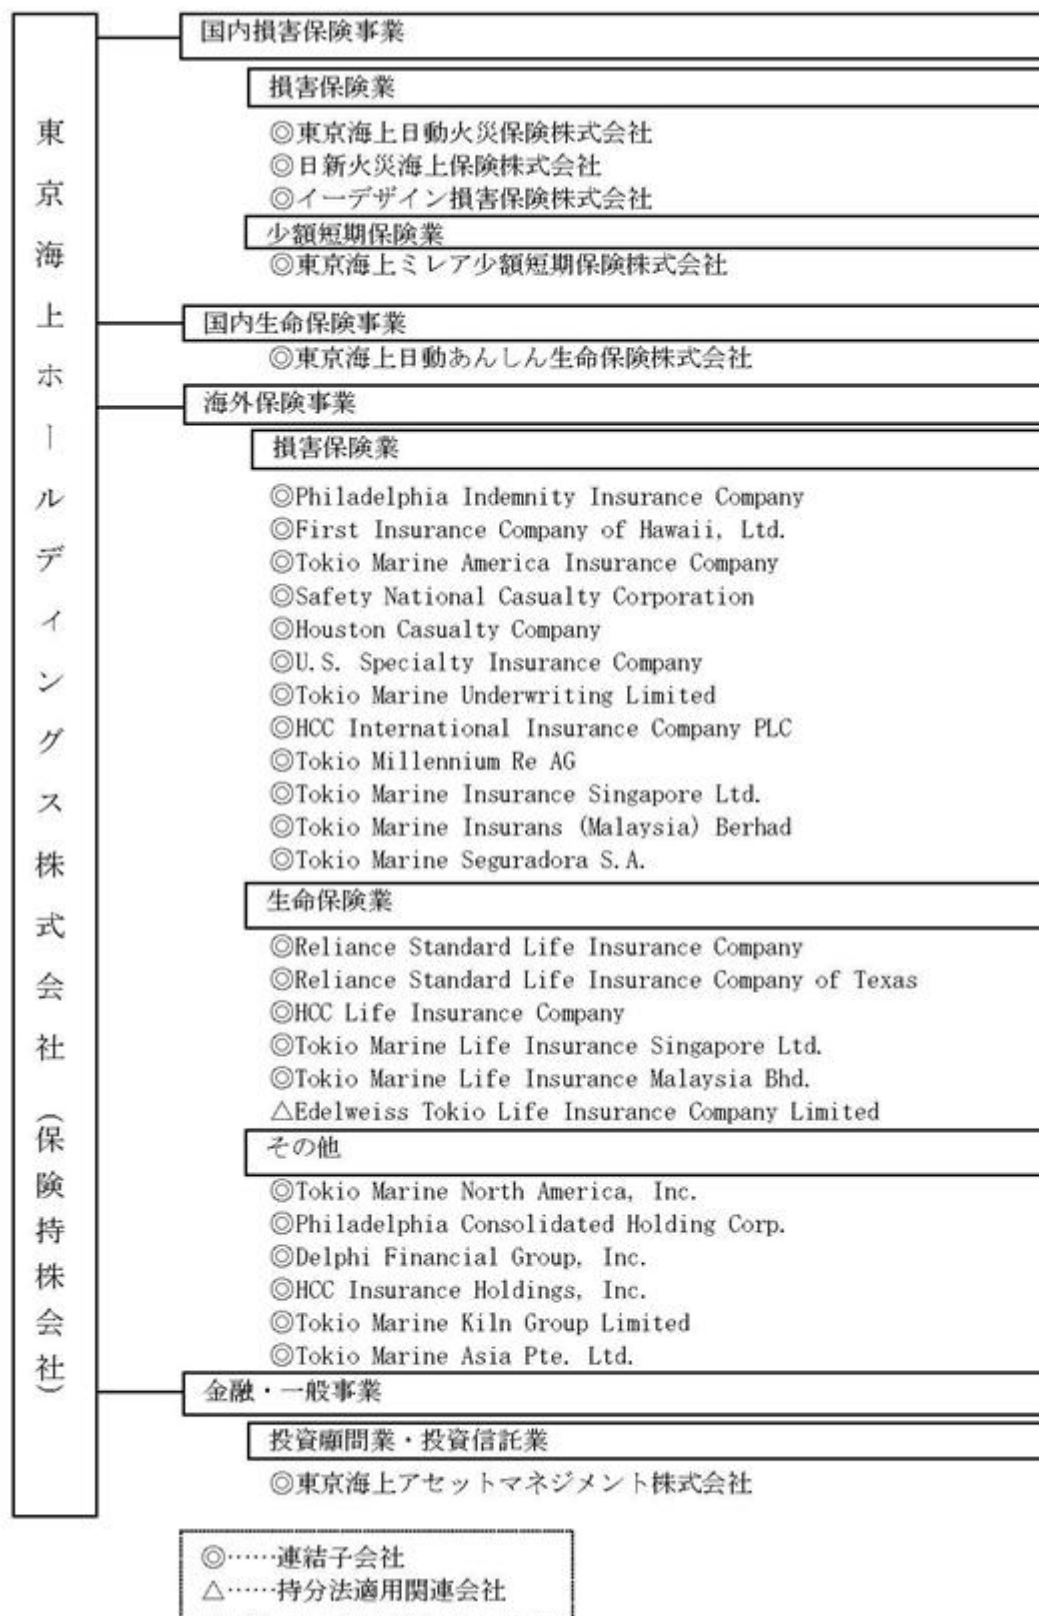 東京海上ホールディングス株式会社（保険持株会社）
国内損害保険事業
損害保険業
◎東京海上日動火災保険株式会社
◎日新火災海上保険株式会社
◎イーデザイン損害保険株式会社
少額短期保険業
◎東京海上ミレア少額短期保険株式会社
国内生命保険事業
◎東京海上日動あんしん生命保険株式会社
海外保険事業
損害保険業
◎Philadelphia Indemnity Insurance Company
◎First Insurance Company of Hawaii, Ltd.
◎Tokio Marine America Insurance Company
◎Safety National Casualty Corporation
◎Houston Casualty Company
◎U.S. Specialty Insurance Company
◎Tokio Marine Underwriting Limited
◎HCC International Insurance Company PLC
◎Tokio Millennium Re AG
◎Tokio Marine Insurance Singapore Ltd.
◎Tokio Marine Insurans (Malaysia) Berhad
◎Tokio Marine Seguradora S.A.
生命保険業
◎Reliance Standard Life Insurance Company
◎Reliance Standard Life Insurance Company of Texas
◎HCC Life Insurance Company
◎Tokio Marine Life Insurance Singapore Ltd.
◎Tokio Marine Life Insurance Malaysia Bhd.
△Edelweiss Tokio Life Insurance Company Limited
その他
◎Tokio Marine North America, Inc.
◎Philadelphia Consolidated Holding Corp.
◎Delphi Financial Group, Inc.
◎HCC Insurance Holdings, Inc.
◎Tokio Marine Kiln Group Limited
◎Tokio Marine Asia Pte. Ltd.
金融・一般事業
投資顧問業・投資信託業
◎東京海上アセットマネジメント株式会社
◎……連結子会社
△……持分法適用関連会社